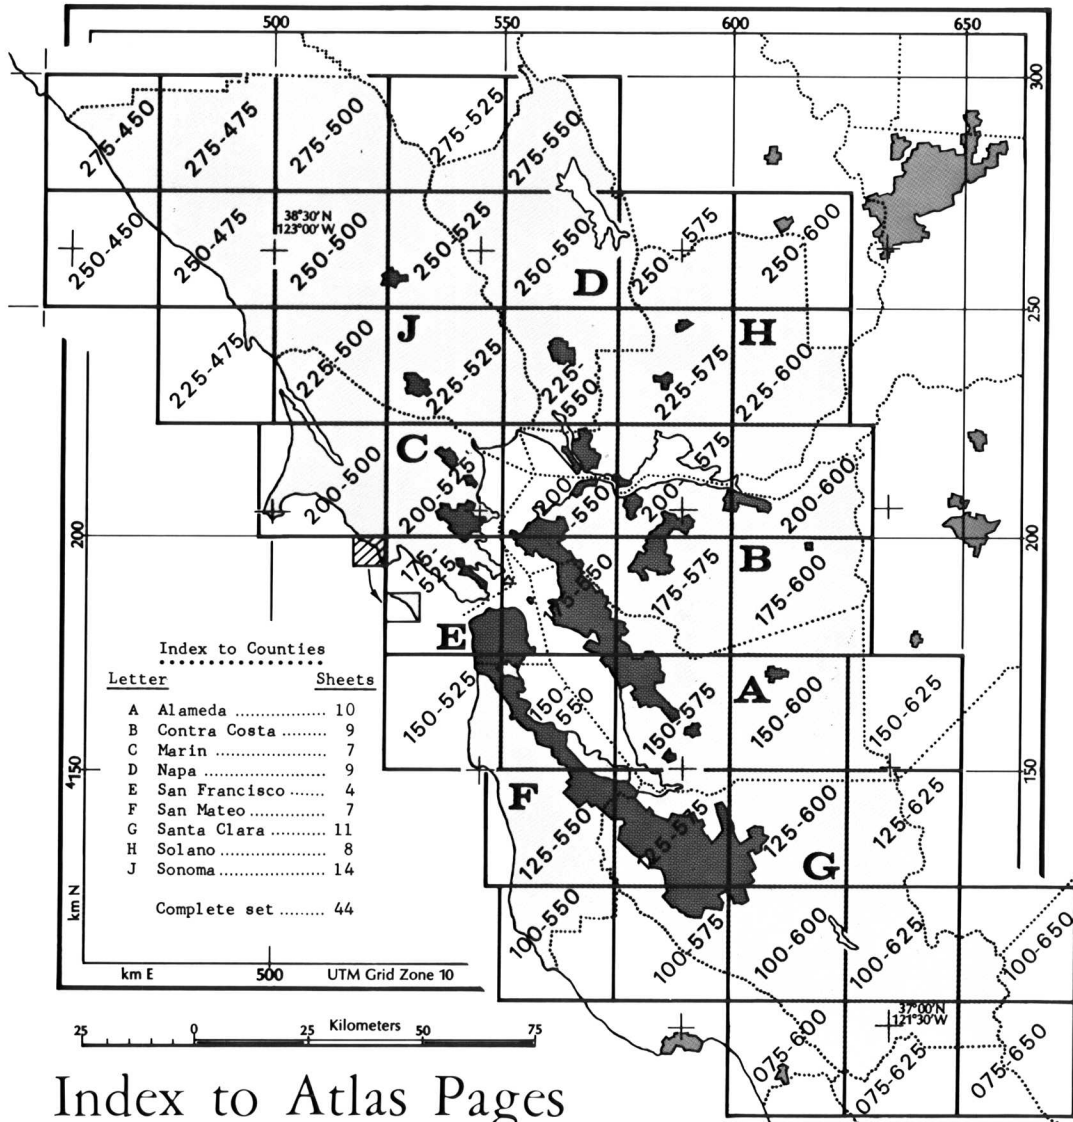 500 550 600 650
300
275-450 275-475 275-500 275-525 275-550
38°30′N
123°00′W
250-450 250-475 250-500 250-525 250-550 250-575 250-600
D
250
J H
225-475 225-500 225-525 225-550 225-575 225-600
C
200-500 200-525 200-550 200-575 200-600
200 200
B
175-525 175-550 175-575 175-600
E
Index to Counties
Letter Sheets
A Alameda ................ 10
B Contra Costa ........ 9
C Marin ................... 7
D Napa ..................... 9
E San Francisco ...... 4
F San Mateo ............. 7
G Santa Clara .......... 11
H Solano ................. 8
J Sonoma ................. 14
Complete set ........ 44
A
150-525 150-550 150-575 150-600 150-625
4150 150
F
125-550 125-575 125-600 125-625
G
km N
100-550 100-575 100-600 100-625 100-650
km E 500 UTM Grid Zone 10
37°00′N
121°30′W
075-600 075-625 075-650
25 0 Kilometers 25 50 75
Index to Atlas Pages